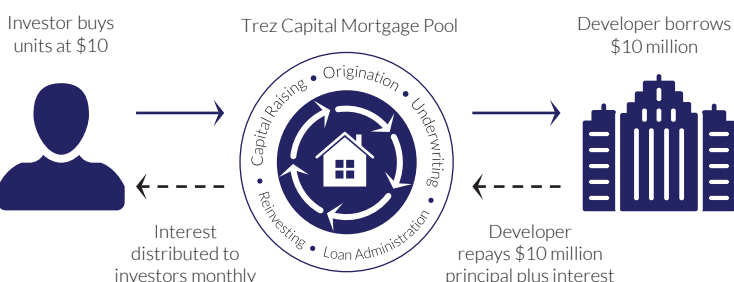 Investor buys
units at $10
Trez Capital Mortgage Pool
Developer borrows
$10 million
Capital Raising • Origination • Underwriting • Loan Administration • Reinvesting •
Interest
distributed to
investors monthly
Developer
repays $10 million
principal plus interest